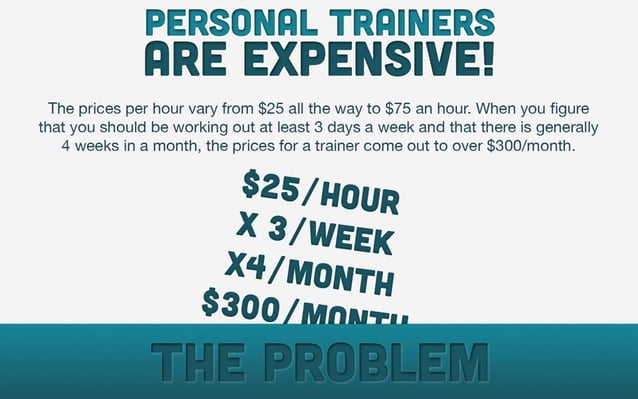 PERSONAL TRAINERS
ARE EXPENSIVE!
The prices per hour vary from $25 all the way to $75 an hour. When you figure
that you should be working out at least 3 days a week and that there is generally
4 weeks in a month, the prices for a trainer come out to over $300/month.
$25/HOUR
X 3/WEEK
X4/MONTH
$300/MONTH
THE PROBLEM